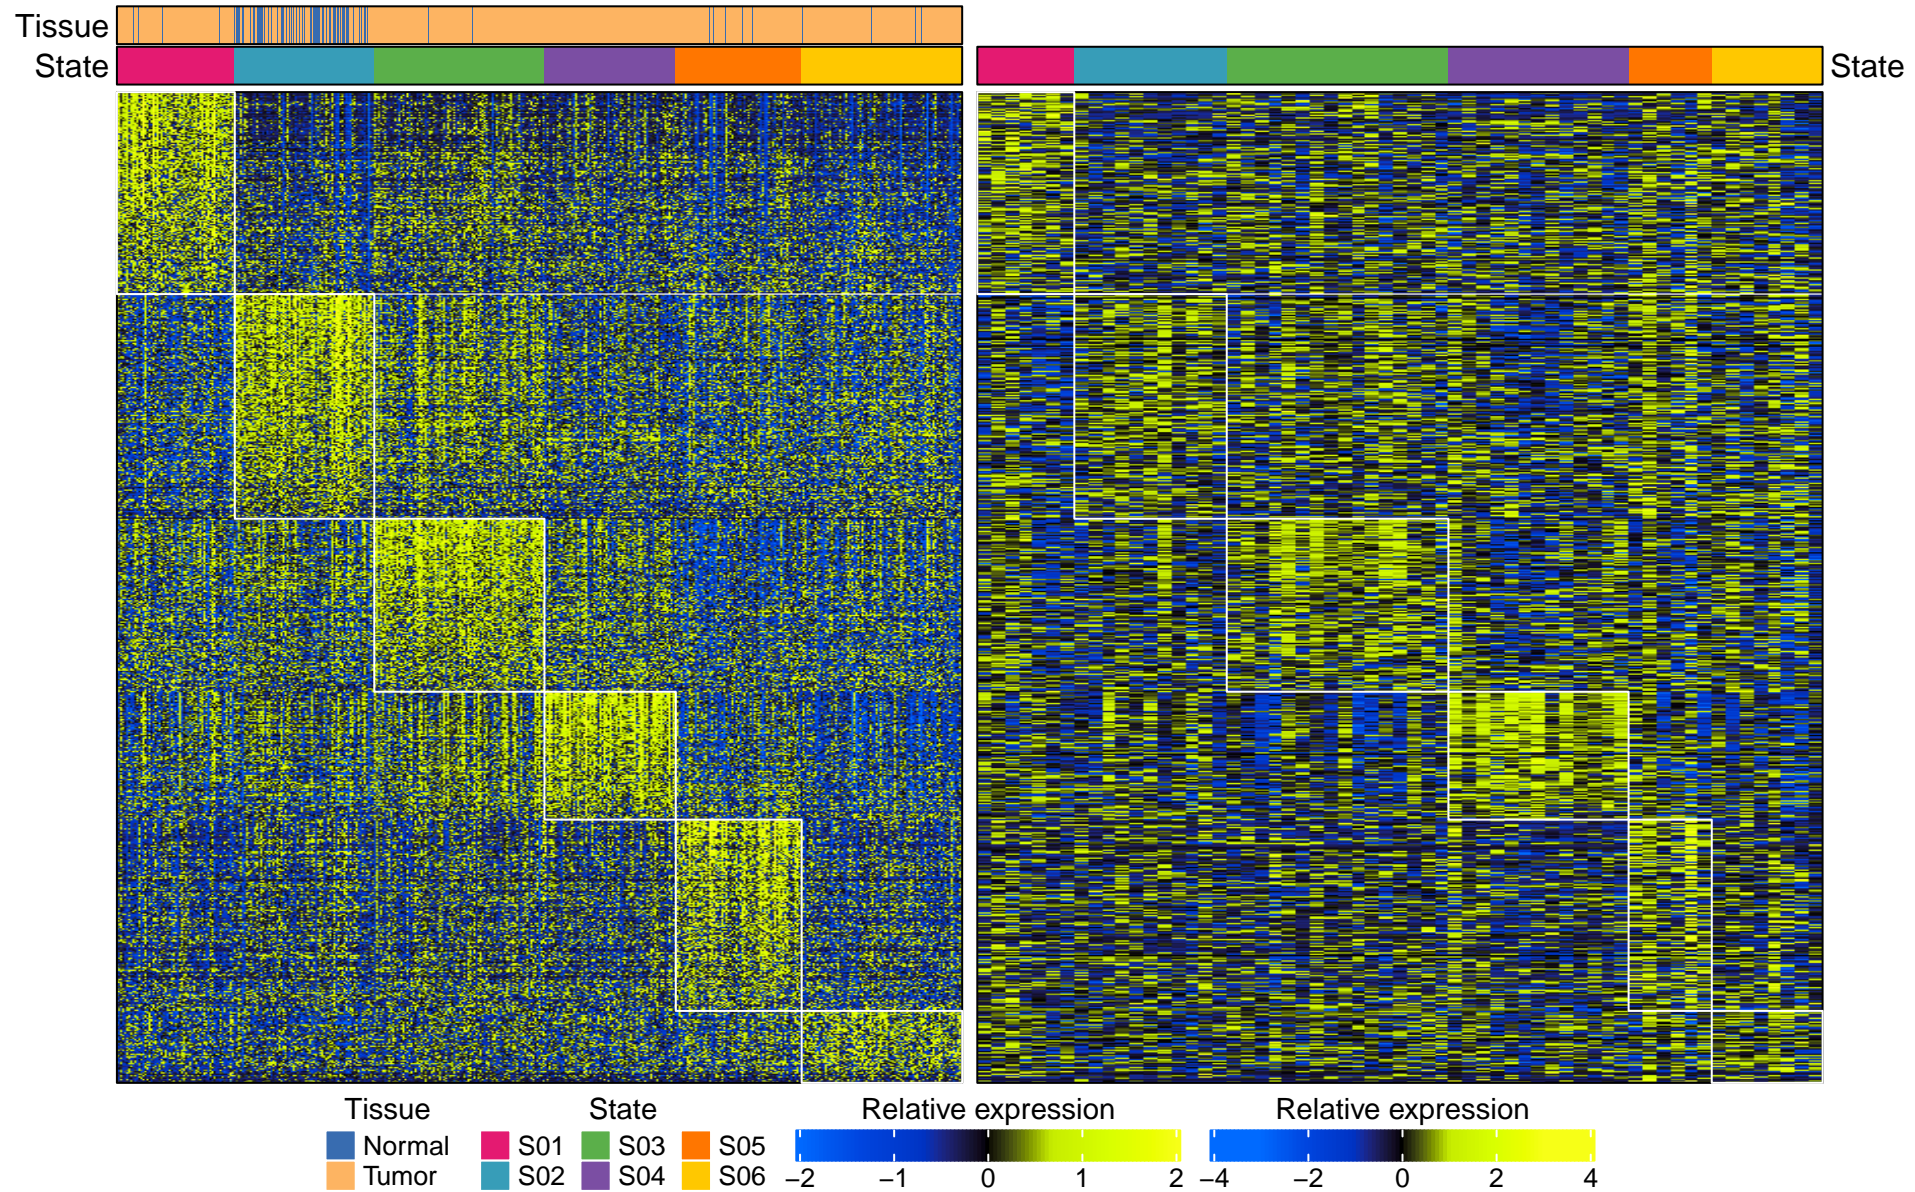 Tissue
State
State
Tissue State Relative expression Relative expression
Normal S01 S03 S05
Tumor S02 S04 S06
−2 −1 0 1 2 −4 −2 0 2 4